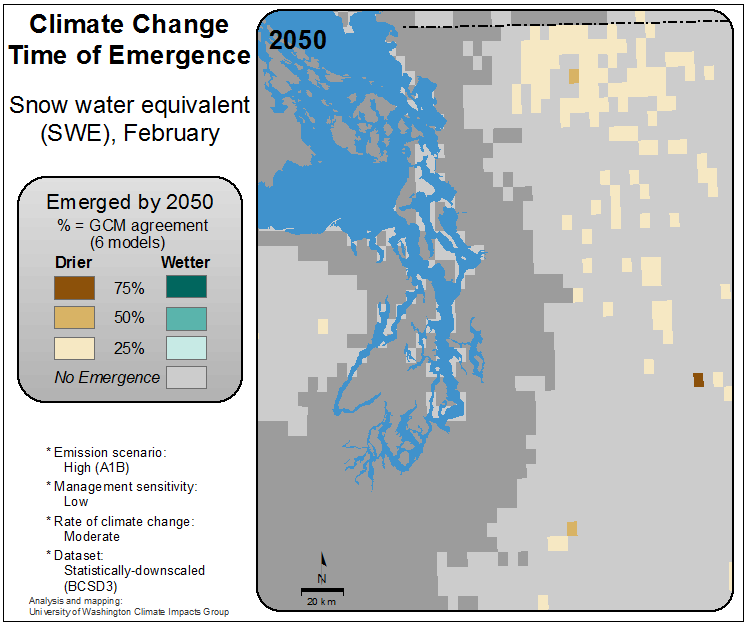 Climate Change
Time of Emergence
Snow water equivalent
(SWE), February
Emerged by 2050
% = GCM agreement
(6 models)
Drier Wetter
75%
50%
25%
No Emergence
* Emission scenario:
High (A1B)
* Management sensitivity:
Low
* Rate of climate change:
Moderate
* Dataset:
Statistically-downscaled
(BCSD3)
Analysis and mapping:
University of Washington Climate Impacts Group
2050
N
20 km